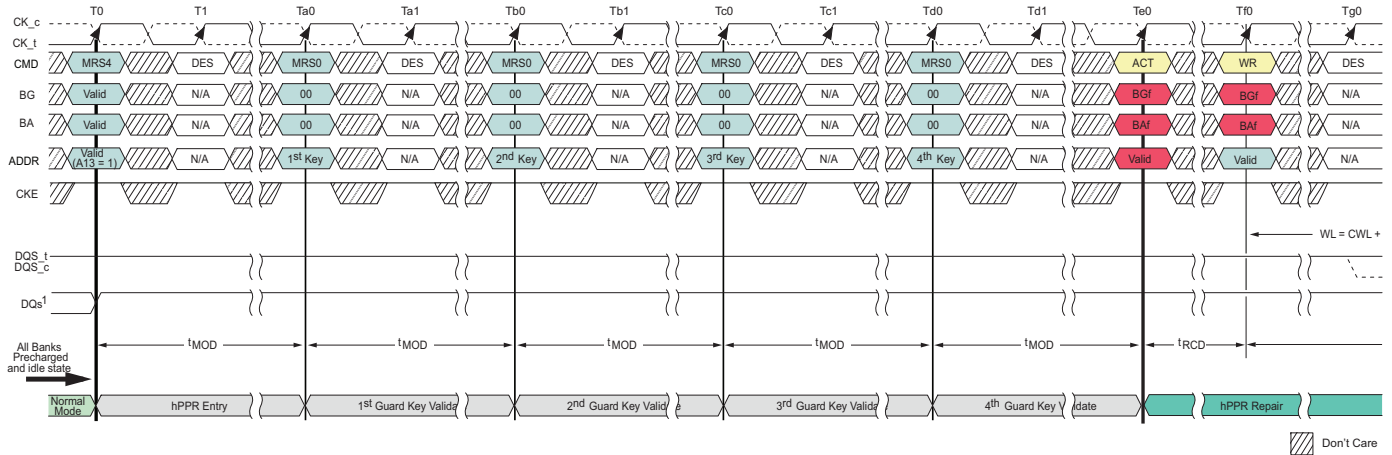 T0 T1 Ta0 Ta1 Tb0 Tb1 Tc0 Tc1 Td0 Td1 Te0 Tf0 Tg0
CK_c
CK_t
CMD MRS4 DES MRS0 DES MRS0 DES MRS0 DES MRS0 DES ACT WR DES
BG Valid N/A 00 N/A 00 N/A 00 N/A 00 N/A BGf BGf N/A
BA Valid N/A 00 N/A 00 N/A 00 N/A 00 N/A BAf BAf N/A
ADDR Valid (A13 = 1) N/A 1st Key N/A 2nd Key N/A 3rd Key N/A 4th Key N/A Valid Valid N/A
CKE
WL = CWL +
DQS_t
DQS_c
DQs1
tMOD tMOD tMOD tMOD tMOD tRCD
All Banks
Precharged
and idle state
Normal Mode hPPR Entry 1st Guard Key Valida 2nd Guard Key Valid e 3rd Guard Key Valida 4th Guard Key V idate hPPR Repair
Don't Care